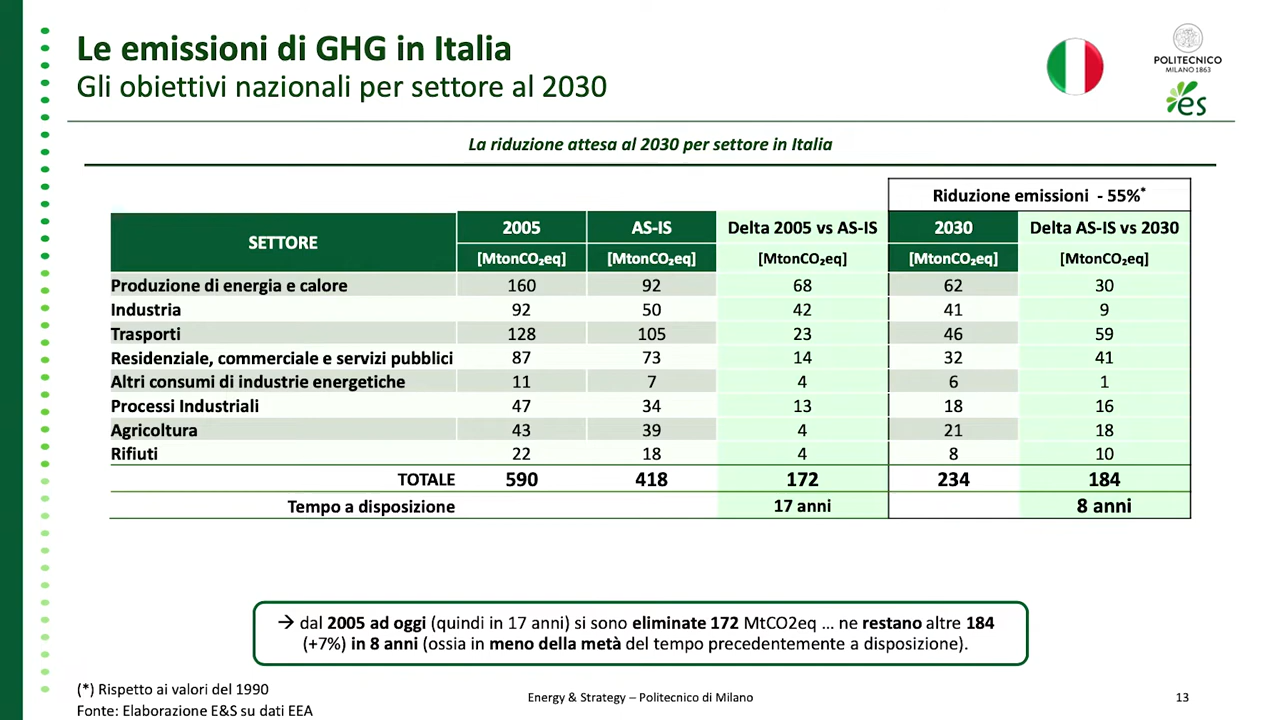 Le emissioni di GHG in Italia
Gli obiettivi nazionali per settore al 2030
POLITECNICO
MILANO 1863
es
La riduzione attesa al 2030 per settore in Italia
Riduzione emissioni - 55%*
SETTORE 2005 AS-IS Delta 2005 vs AS-IS 2030 Delta AS-IS vs 2030
[MtonCO₂eq] [MtonCO₂eq] [MtonCO₂eq] [MtonCO₂eq] [MtonCO₂eq]
Produzione di energia e calore 160 92 68 62 30
Industria 92 50 42 41 9
Trasporti 128 105 23 46 59
Residenziale, commerciale e servizi pubblici 87 73 14 32 41
Altri consumi di industrie energetiche 11 7 4 6 1
Processi Industriali 47 34 13 18 16
Agricoltura 43 39 4 21 18
Rifiuti 22 18 4 8 10
TOTALE 590 418 172 234 184
Tempo a disposizione 17 anni 8 anni
→ dal 2005 ad oggi (quindi in 17 anni) si sono eliminate 172 MtCO2eq ... ne restano altre 184
(+7%) in 8 anni (ossia in meno della metà del tempo precedentemente a disposizione).
(*) Rispetto ai valori del 1990
Fonte: Elaborazione E&S su dati EEA
Energy & Strategy – Politecnico di Milano
13